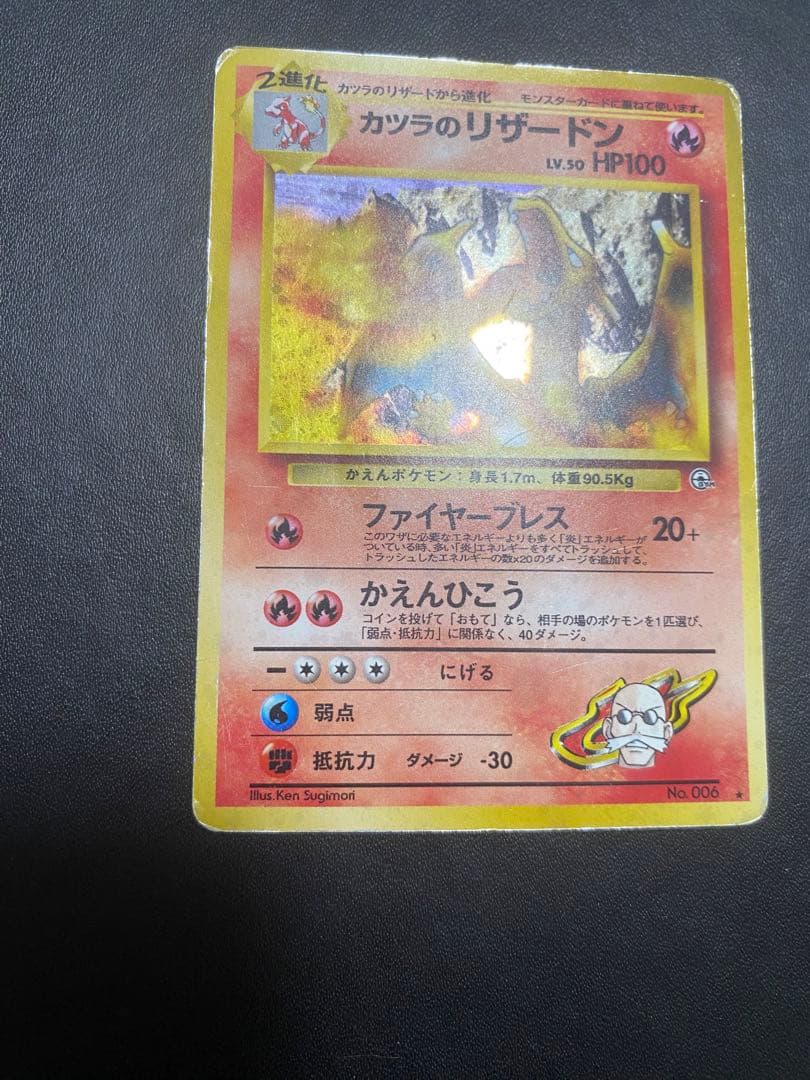 2進化
カツラのリザードから進化 モンスターカードに重ねて使います。
カツラのリザードン
LV.50 HP100
かえんポケモン：身長1.7m、体重90.5Kg
GYM
ファイヤーブレス 20+
このワザに必要なエネルギーよりも多く「炎」エネルギーが
ついている時、多い「炎」エネルギーをすべてトラッシュして、
トラッシュしたエネルギーの数×20のダメージを追加する。
かえんひこう
コインを投げて「おもて」なら、相手の場のポケモンを1匹選び、
「弱点・抵抗力」に関係なく、40ダメージ。
ー にげる
弱点
抵抗力 ダメージ -30
Illus.Ken Sugimori No. 006 ★